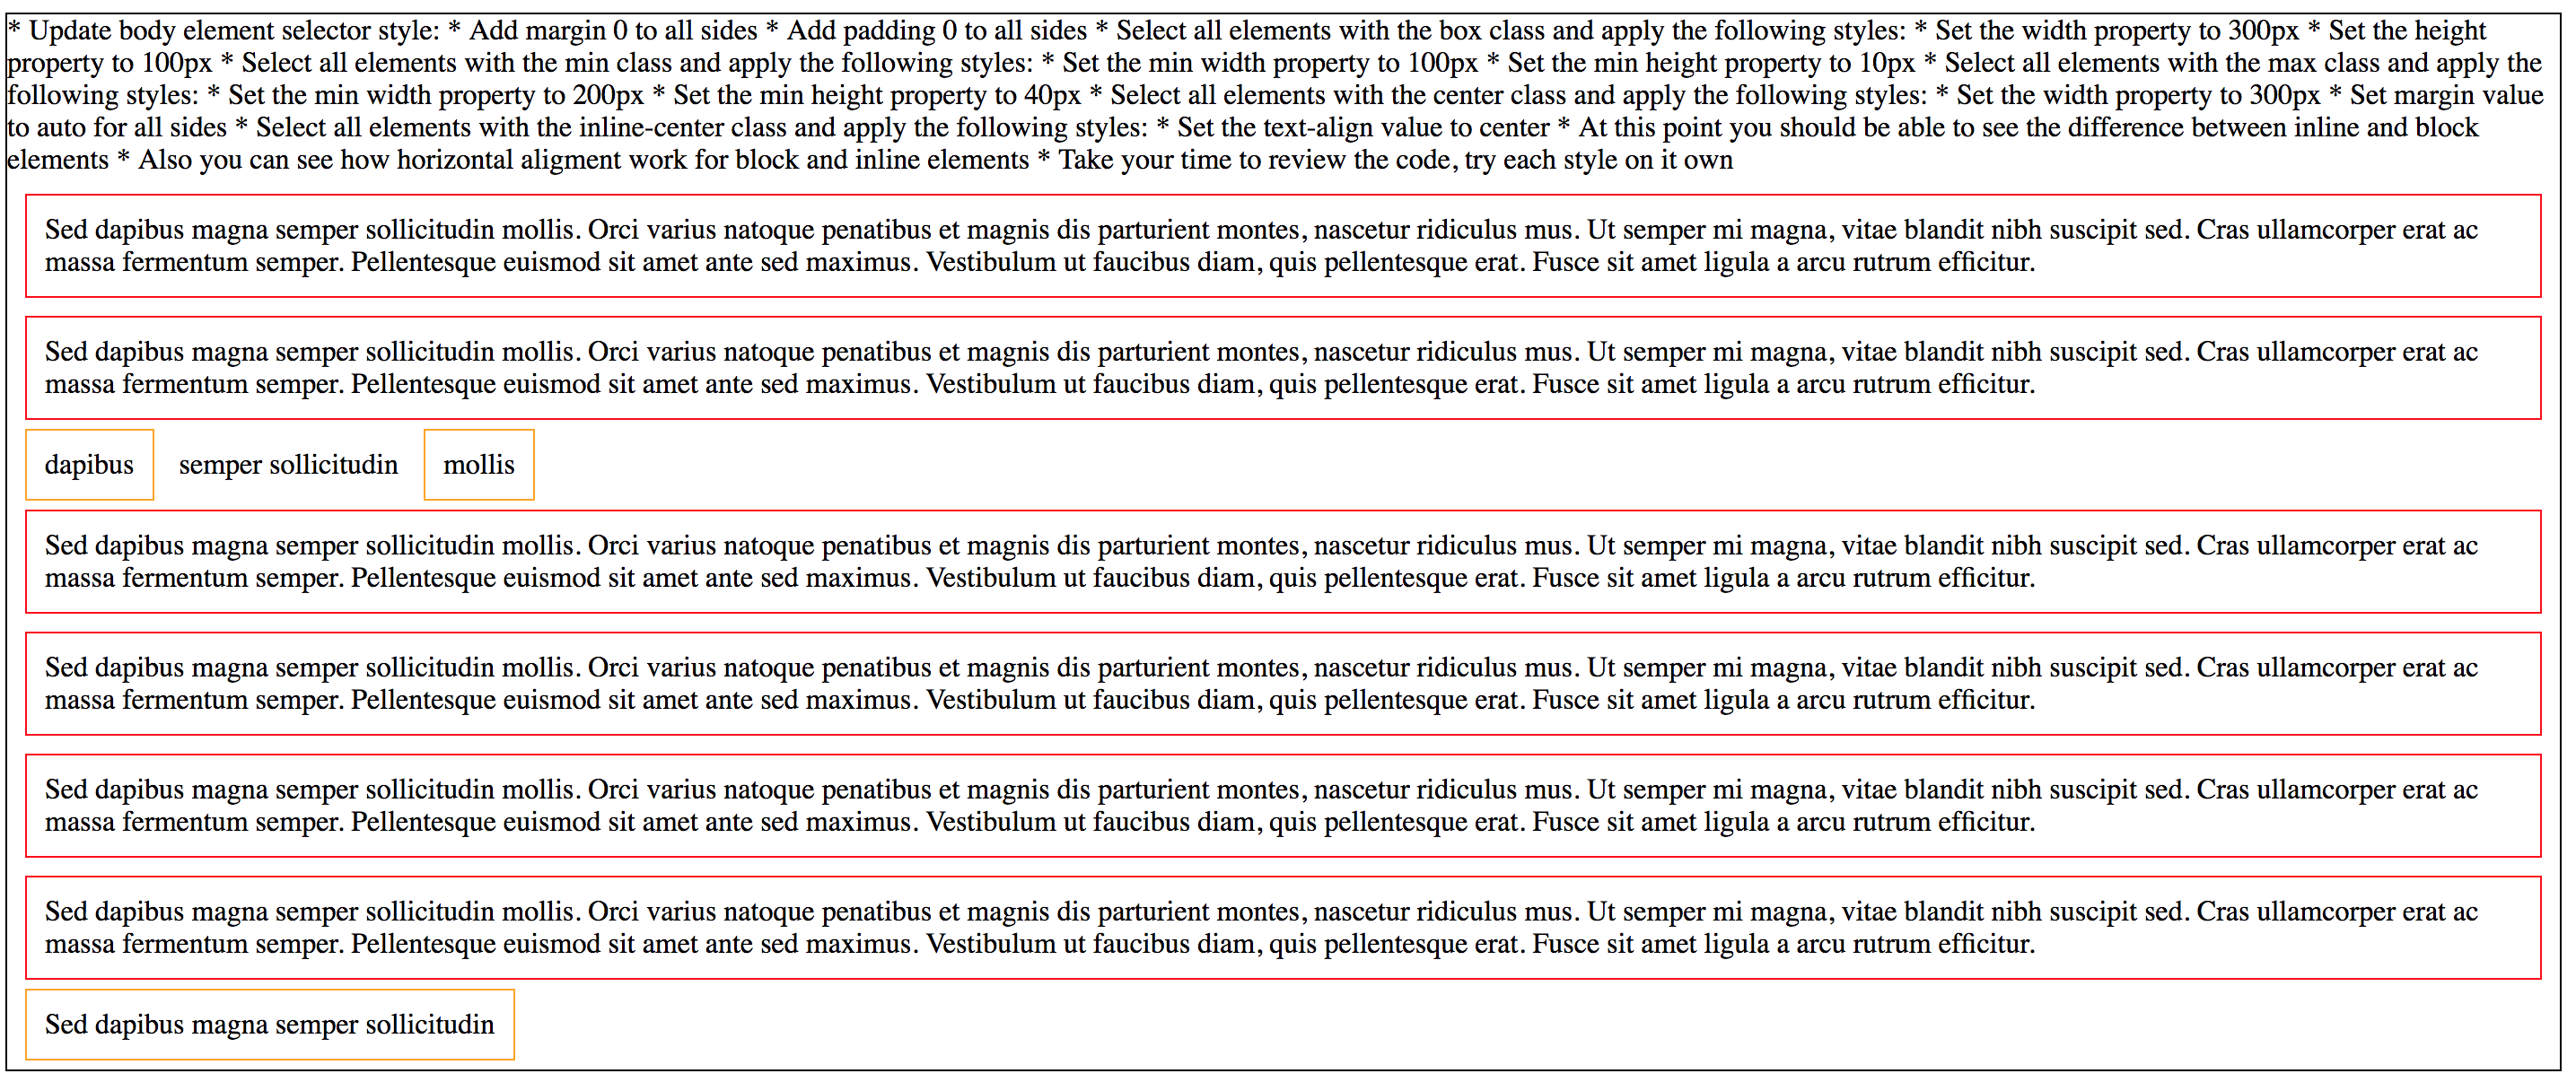 * Update body element selector style: * Add margin 0 to all sides * Add padding 0 to all sides * Select all elements with the box class and apply the following styles: * Set the width property to 300px * Set the height
property to 100px * Select all elements with the min class and apply the following styles: * Set the min width property to 100px * Set the min height property to 10px * Select all elements with the max class and apply the
following styles: * Set the min width property to 200px * Set the min height property to 40px * Select all elements with the center class and apply the following styles: * Set the width property to 300px * Set margin value
to auto for all sides * Select all elements with the inline-center class and apply the following styles: * Set the text-align value to center * At this point you should be able to see the difference between inline and block
elements * Also you can see how horizontal aligment work for block and inline elements * Take your time to review the code, try each style on it own
Sed dapibus magna semper sollicitudin mollis. Orci varius natoque penatibus et magnis dis parturient montes, nascetur ridiculus mus. Ut semper mi magna, vitae blandit nibh suscipit sed. Cras ullamcorper erat ac
massa fermentum semper. Pellentesque euismod sit amet ante sed maximus. Vestibulum ut faucibus diam, quis pellentesque erat. Fusce sit amet ligula a arcu rutrum efficitur.
Sed dapibus magna semper sollicitudin mollis. Orci varius natoque penatibus et magnis dis parturient montes, nascetur ridiculus mus. Ut semper mi magna, vitae blandit nibh suscipit sed. Cras ullamcorper erat ac
massa fermentum semper. Pellentesque euismod sit amet ante sed maximus. Vestibulum ut faucibus diam, quis pellentesque erat. Fusce sit amet ligula a arcu rutrum efficitur.
dapibus semper sollicitudin mollis
Sed dapibus magna semper sollicitudin mollis. Orci varius natoque penatibus et magnis dis parturient montes, nascetur ridiculus mus. Ut semper mi magna, vitae blandit nibh suscipit sed. Cras ullamcorper erat ac
massa fermentum semper. Pellentesque euismod sit amet ante sed maximus. Vestibulum ut faucibus diam, quis pellentesque erat. Fusce sit amet ligula a arcu rutrum efficitur.
Sed dapibus magna semper sollicitudin mollis. Orci varius natoque penatibus et magnis dis parturient montes, nascetur ridiculus mus. Ut semper mi magna, vitae blandit nibh suscipit sed. Cras ullamcorper erat ac
massa fermentum semper. Pellentesque euismod sit amet ante sed maximus. Vestibulum ut faucibus diam, quis pellentesque erat. Fusce sit amet ligula a arcu rutrum efficitur.
Sed dapibus magna semper sollicitudin mollis. Orci varius natoque penatibus et magnis dis parturient montes, nascetur ridiculus mus. Ut semper mi magna, vitae blandit nibh suscipit sed. Cras ullamcorper erat ac
massa fermentum semper. Pellentesque euismod sit amet ante sed maximus. Vestibulum ut faucibus diam, quis pellentesque erat. Fusce sit amet ligula a arcu rutrum efficitur.
Sed dapibus magna semper sollicitudin mollis. Orci varius natoque penatibus et magnis dis parturient montes, nascetur ridiculus mus. Ut semper mi magna, vitae blandit nibh suscipit sed. Cras ullamcorper erat ac
massa fermentum semper. Pellentesque euismod sit amet ante sed maximus. Vestibulum ut faucibus diam, quis pellentesque erat. Fusce sit amet ligula a arcu rutrum efficitur.
Sed dapibus magna semper sollicitudin